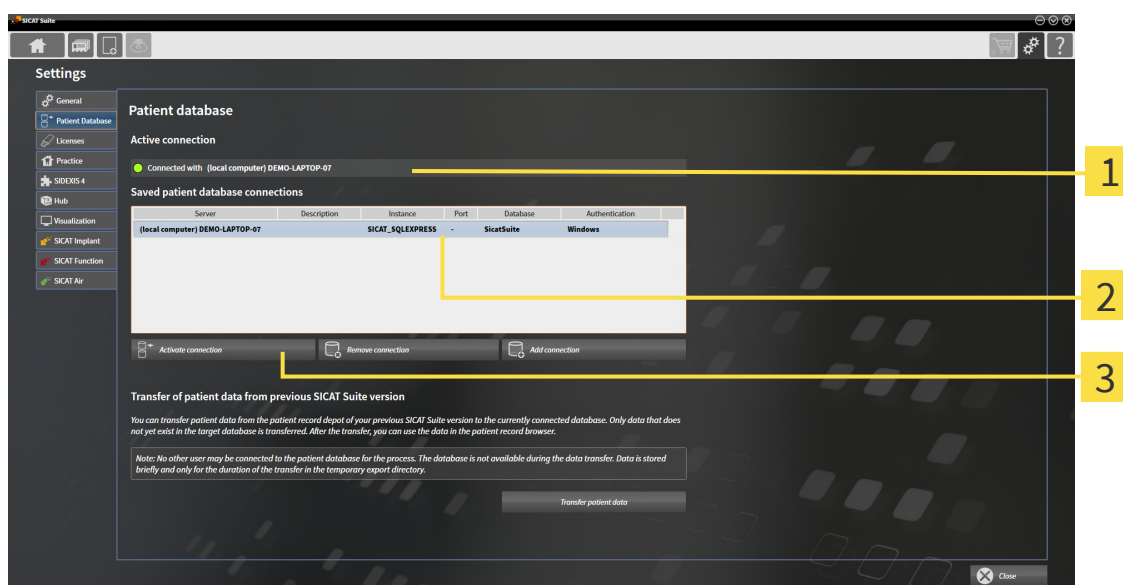 SICAT Suite
?
Settings
General
Patient Database
Licenses
Practice
SIDEXIS 4
Hub
Visualization
SICAT Implant
SICAT Function
SICAT Air
Patient database
Active connection
Connected with (local computer) DEMO-LAPTOP-07
1
Saved patient database connections
Server Description Instance Port Database Authentication
(local computer) DEMO-LAPTOP-07 SICAT_SQLEXPRESS - SicatSuite Windows
2
Activate connection Remove connection Add connection
3
Transfer of patient data from previous SICAT Suite version
You can transfer patient data from the patient record depot of your previous SICAT Suite version to the currently connected database. Only data that does
not yet exist in the target database is transferred. After the transfer, you can use the data in the patient record browser.
Note: No other user may be connected to the patient database for the process. The database is not available during the data transfer. Data is stored
briefly and only for the duration of the transfer in the temporary export directory.
Transfer patient data
Close